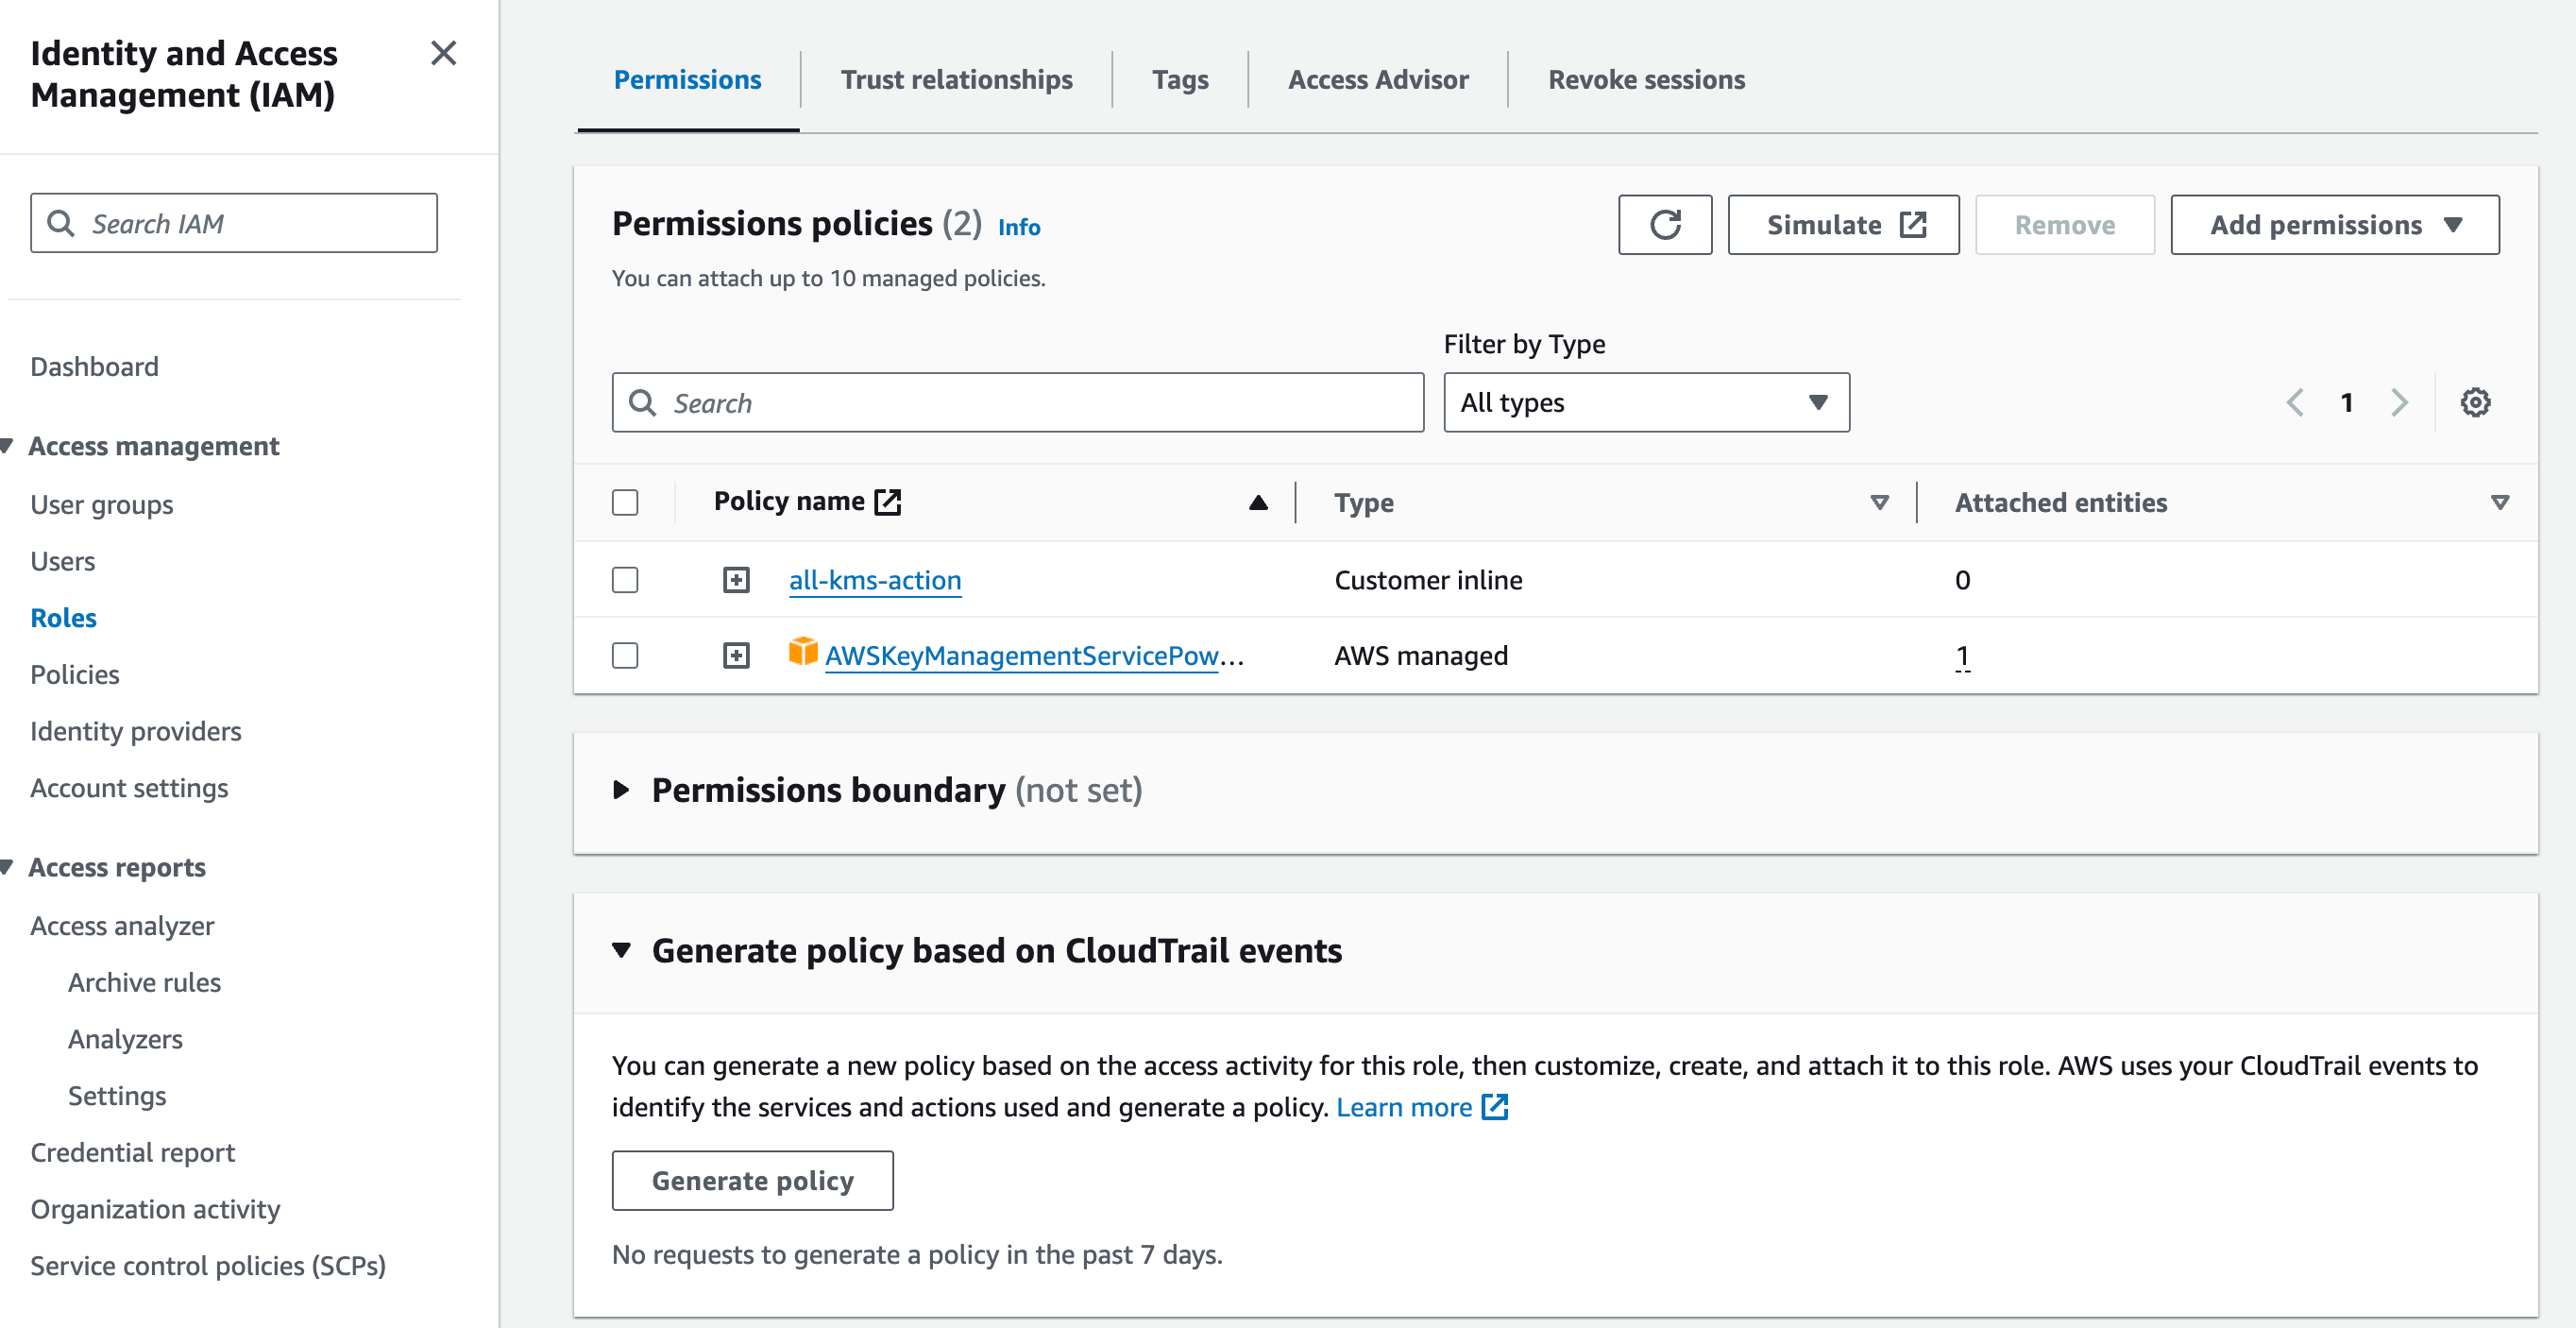 Identity and Access
Management (IAM)
Search IAM
Dashboard
Access management
User groups
Users
Roles
Policies
Identity providers
Account settings
Access reports
Access analyzer
Archive rules
Analyzers
Settings
Credential report
Organization activity
Service control policies (SCPs)
Permissions
Trust relationships
Tags
Access Advisor
Revoke sessions
Permissions policies (2) Info
You can attach up to 10 managed policies.
Simulate
Remove
Add permissions
Filter by Type
Search
All types
1
Policy name
Type
Attached entities
all-kms-action
Customer inline
0
AWSKeyManagementServicePow...
AWS managed
1
Permissions boundary (not set)
Generate policy based on CloudTrail events
You can generate a new policy based on the access activity for this role, then customize, create, and attach it to this role. AWS uses your CloudTrail events to
identify the services and actions used and generate a policy. Learn more
Generate policy
No requests to generate a policy in the past 7 days.